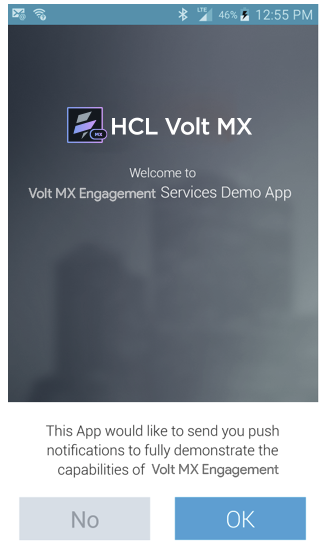 LTE 46% 12:55 PM
MX HCL Volt MX
Welcome to
Volt MX Engagement Services Demo App
This App would like to send you push
notifications to fully demonstrate the
capabilities of Volt MX Engagement
No OK